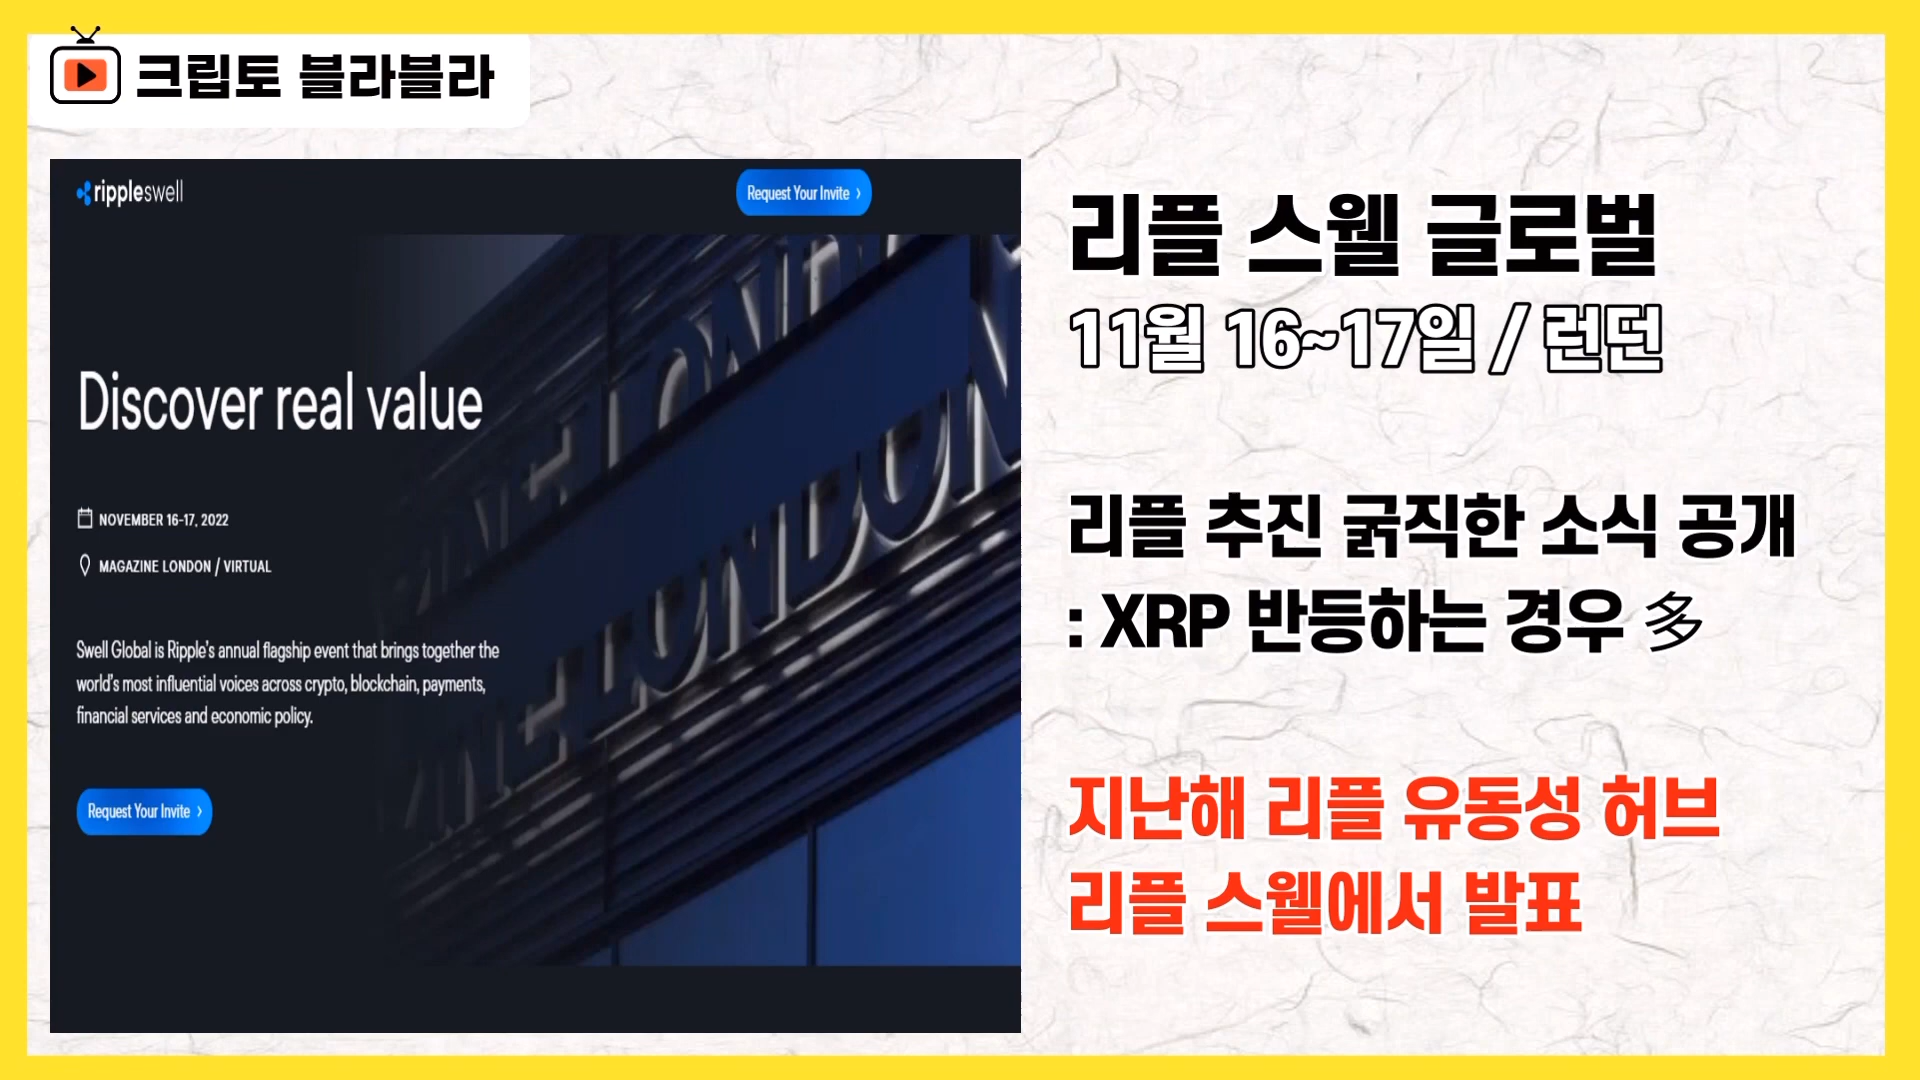 크립토 블라블라
rippleswell
Request Your Invite ›
Discover real value
NOVEMBER 16-17, 2022
MAGAZINE LONDON / VIRTUAL
Swell Global is Ripple's annual flagship event that brings together the
world's most influential voices across crypto, blockchain, payments,
financial services and economic policy.
Request Your Invite ›
리플 스웰 글로벌
11월 16~17일 / 런던
리플 추진 굵직한 소식 공개
: XRP 반등하는 경우 多
지난해 리플 유동성 허브
리플 스웰에서 발표